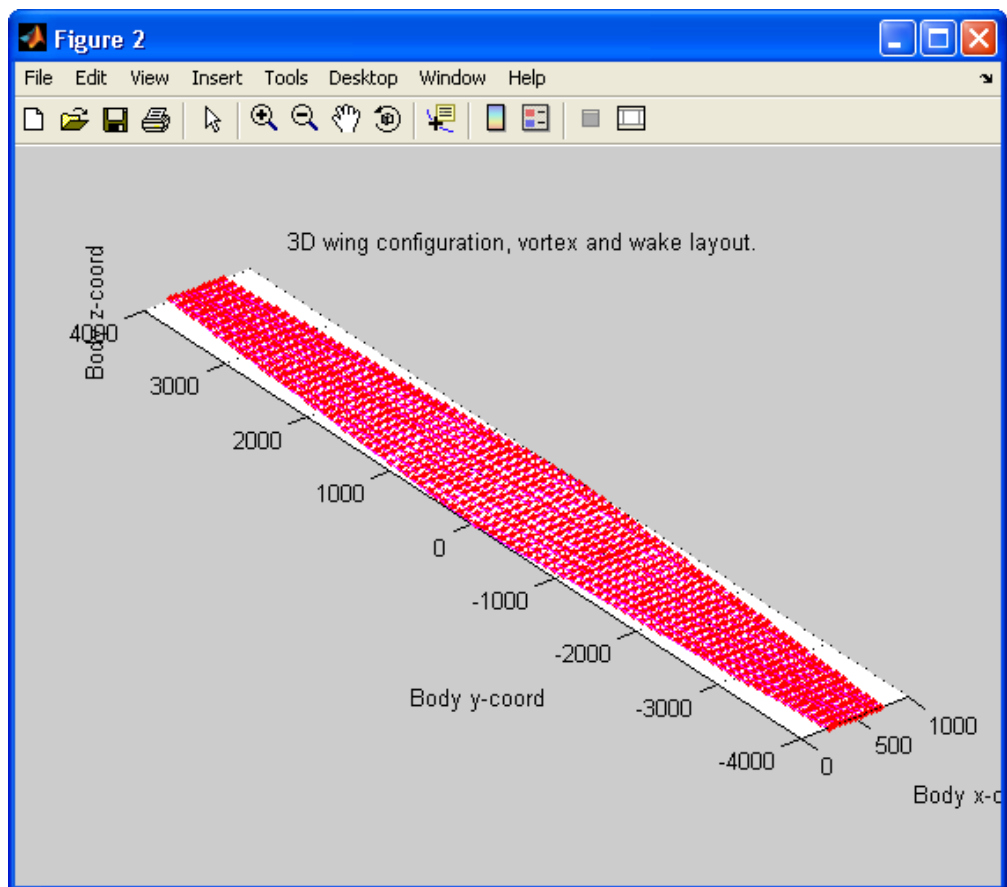 Figure 2
File Edit View Insert Tools Desktop Window Help
3D wing configuration, vortex and wake layout.
Body z-coord
4000
3000
2000
1000
0
-1000
-2000
-3000
-4000
Body y-coord
0
500
1000
Body x-c